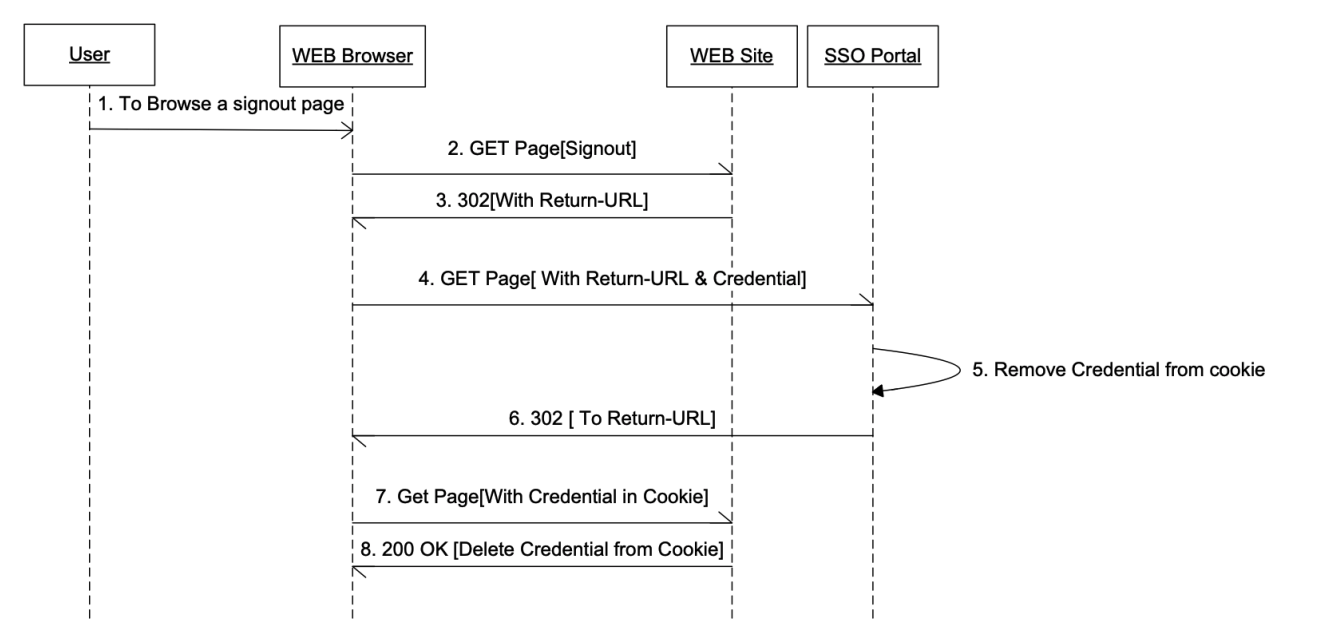 User
WEB Browser
WEB Site
SSO Portal
1. To Browse a signout page
2. GET Page[Signout]
3. 302[With Return-URL]
4. GET Page[ With Return-URL & Credential]
5. Remove Credential from cookie
6. 302 [ To Return-URL]
7. Get Page[With Credential in Cookie]
8. 200 OK [Delete Credential from Cookie]